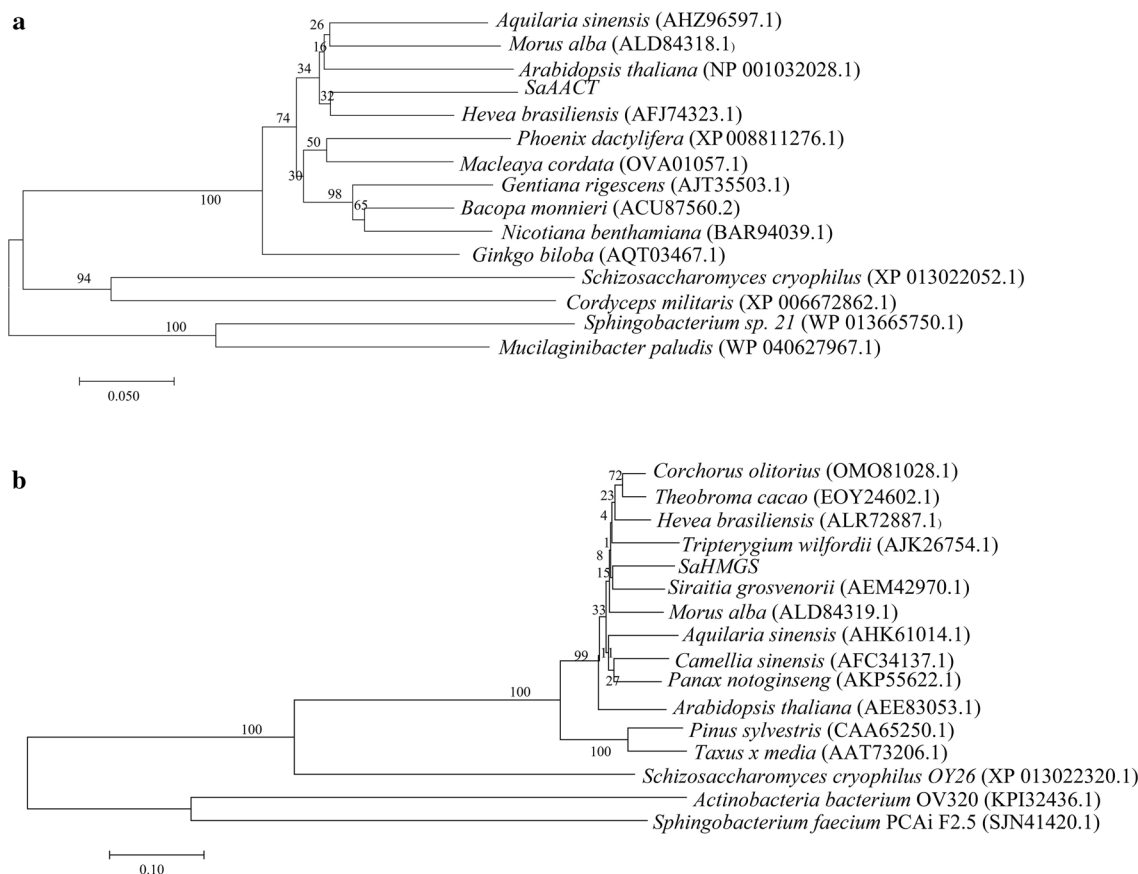 a
26
Aquilaria sinensis (AHZ96597.1)
16
Morus alba (ALD84318.1)
34
Arabidopsis thaliana (NP 001032028.1)
SaAACT
32
Hevea brasiliensis (AFJ74323.1)
74
Phoenix dactylifera (XP 008811276.1)
50
Macleaya cordata (OVA01057.1)
30
Gentiana rigescens (AJT35503.1)
98
Bacopa monnieri (ACU87560.2)
65
Nicotiana benthamiana (BAR94039.1)
100
Ginkgo biloba (AQT03467.1)
Schizosaccharomyces cryophilus (XP 013022052.1)
94
Cordyceps militaris (XP 006672862.1)
Sphingobacterium sp. 21 (WP 013665750.1)
100
Mucilaginibacter paludis (WP 040627967.1)
0.050
b
72
Corchorus olitorius (OMO81028.1)
23
Theobroma cacao (EOY24602.1)
4
Hevea brasiliensis (ALR72887.1)
1
Tripterygium wilfordii (AJK26754.1)
8
SaHMGS
15
Siraitia grosvenorii (AEM42970.1)
33
Morus alba (ALD84319.1)
Aquilaria sinensis (AHK61014.1)
99
11
Camellia sinensis (AFC34137.1)
27
Panax notoginseng (AKP55622.1)
100
Arabidopsis thaliana (AEE83053.1)
Pinus sylvestris (CAA65250.1)
100
100
Taxus x media (AAT73206.1)
Schizosaccharomyces cryophilus OY26 (XP 013022320.1)
Actinobacteria bacterium OV320 (KPI32436.1)
Sphingobacterium faecium PCAi F2.5 (SJN41420.1)
0.10